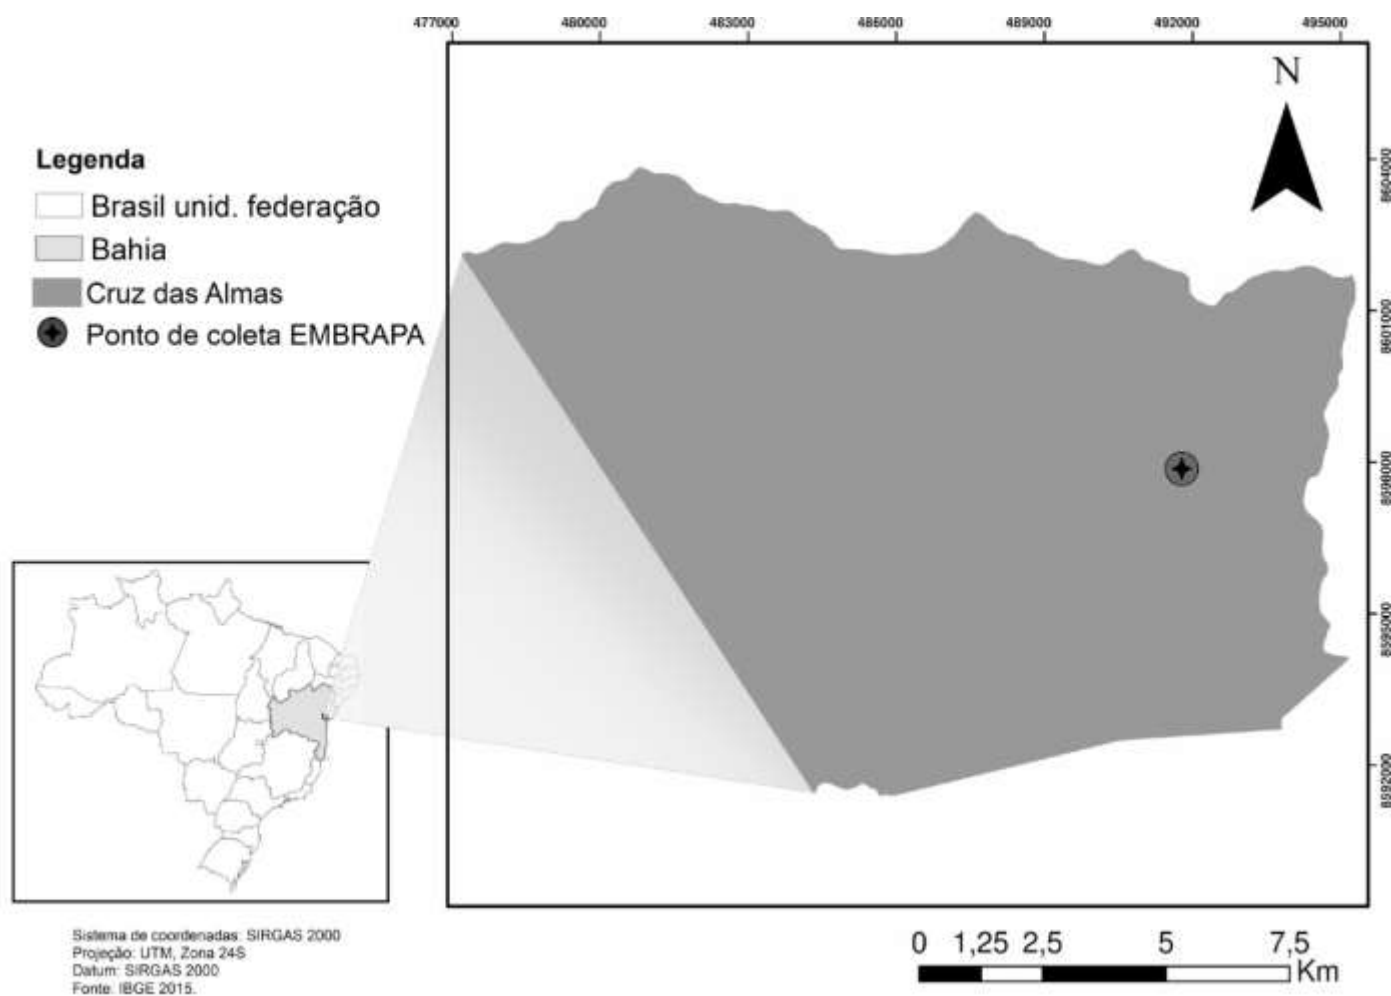 477000 480000 483000 486000 489000 492000 495000
N
8604000
8601000
8598000
8595000
8592000
Legenda
Brasil unid. federação
Bahia
Cruz das Almas
Ponto de coleta EMBRAPA
Sistema de coordenadas: SIRGAS 2000
Projeção: UTM, Zona 24S
Datum: SIRGAS 2000
Fonte: IBGE 2015.
0 1,25 2,5 5 7,5
Km